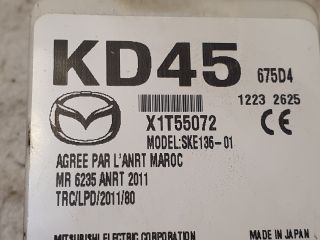 KD45 675D4
1223 2625
X1T55072
MODEL:SKE136-01
AGREE PAR L'ANRT MAROC
MR 6235 ANRT 2011
TRC/LPD/2011/80
MADE IN JAPAN
MITSUBISHI ELECTRIC CORPORATION